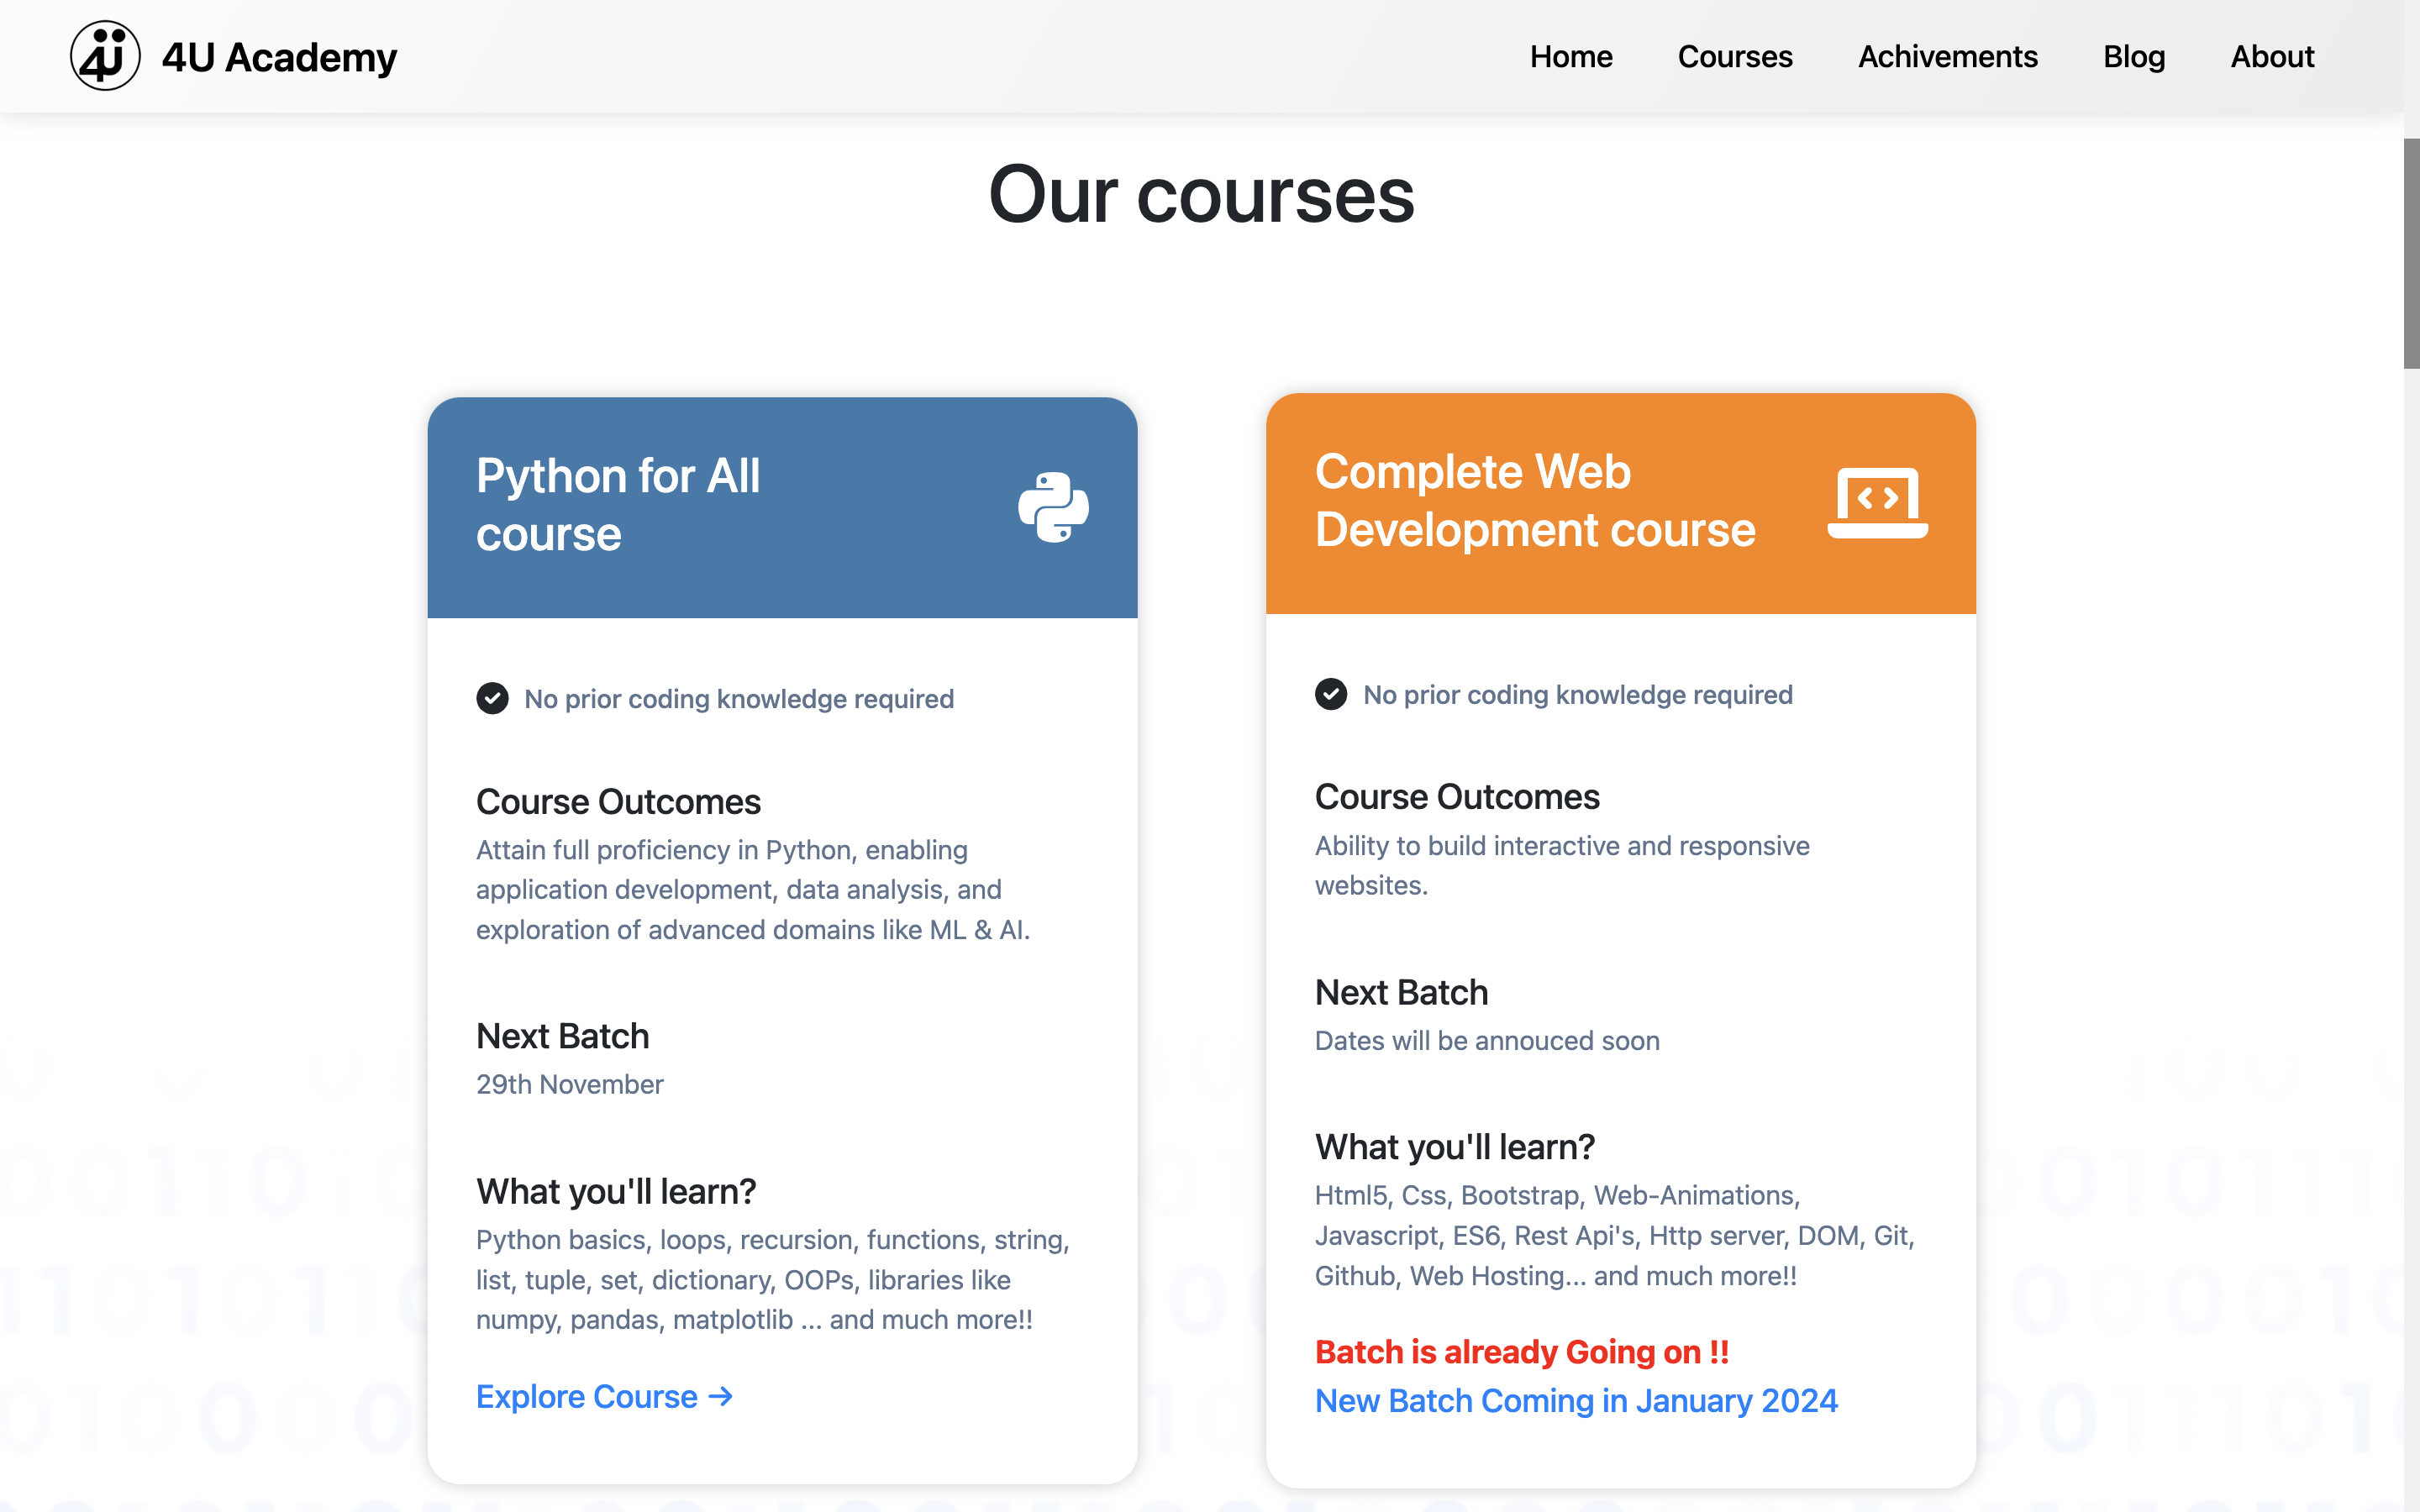 4U 4U Academy
Home Courses Achivements Blog About
Our courses
Python for All
course
No prior coding knowledge required
Course Outcomes
Attain full proficiency in Python, enabling
application development, data analysis, and
exploration of advanced domains like ML & AI.
Next Batch
29th November
What you'll learn?
Python basics, loops, recursion, functions, string,
list, tuple, set, dictionary, OOPs, libraries like
numpy, pandas, matplotlib ... and much more!!
Explore Course →
Complete Web
Development course
No prior coding knowledge required
Course Outcomes
Ability to build interactive and responsive
websites.
Next Batch
Dates will be annouced soon
What you'll learn?
Html5, Css, Bootstrap, Web-Animations,
Javascript, ES6, Rest Api's, Http server, DOM, Git,
Github, Web Hosting... and much more!!
Batch is already Going on !!
New Batch Coming in January 2024